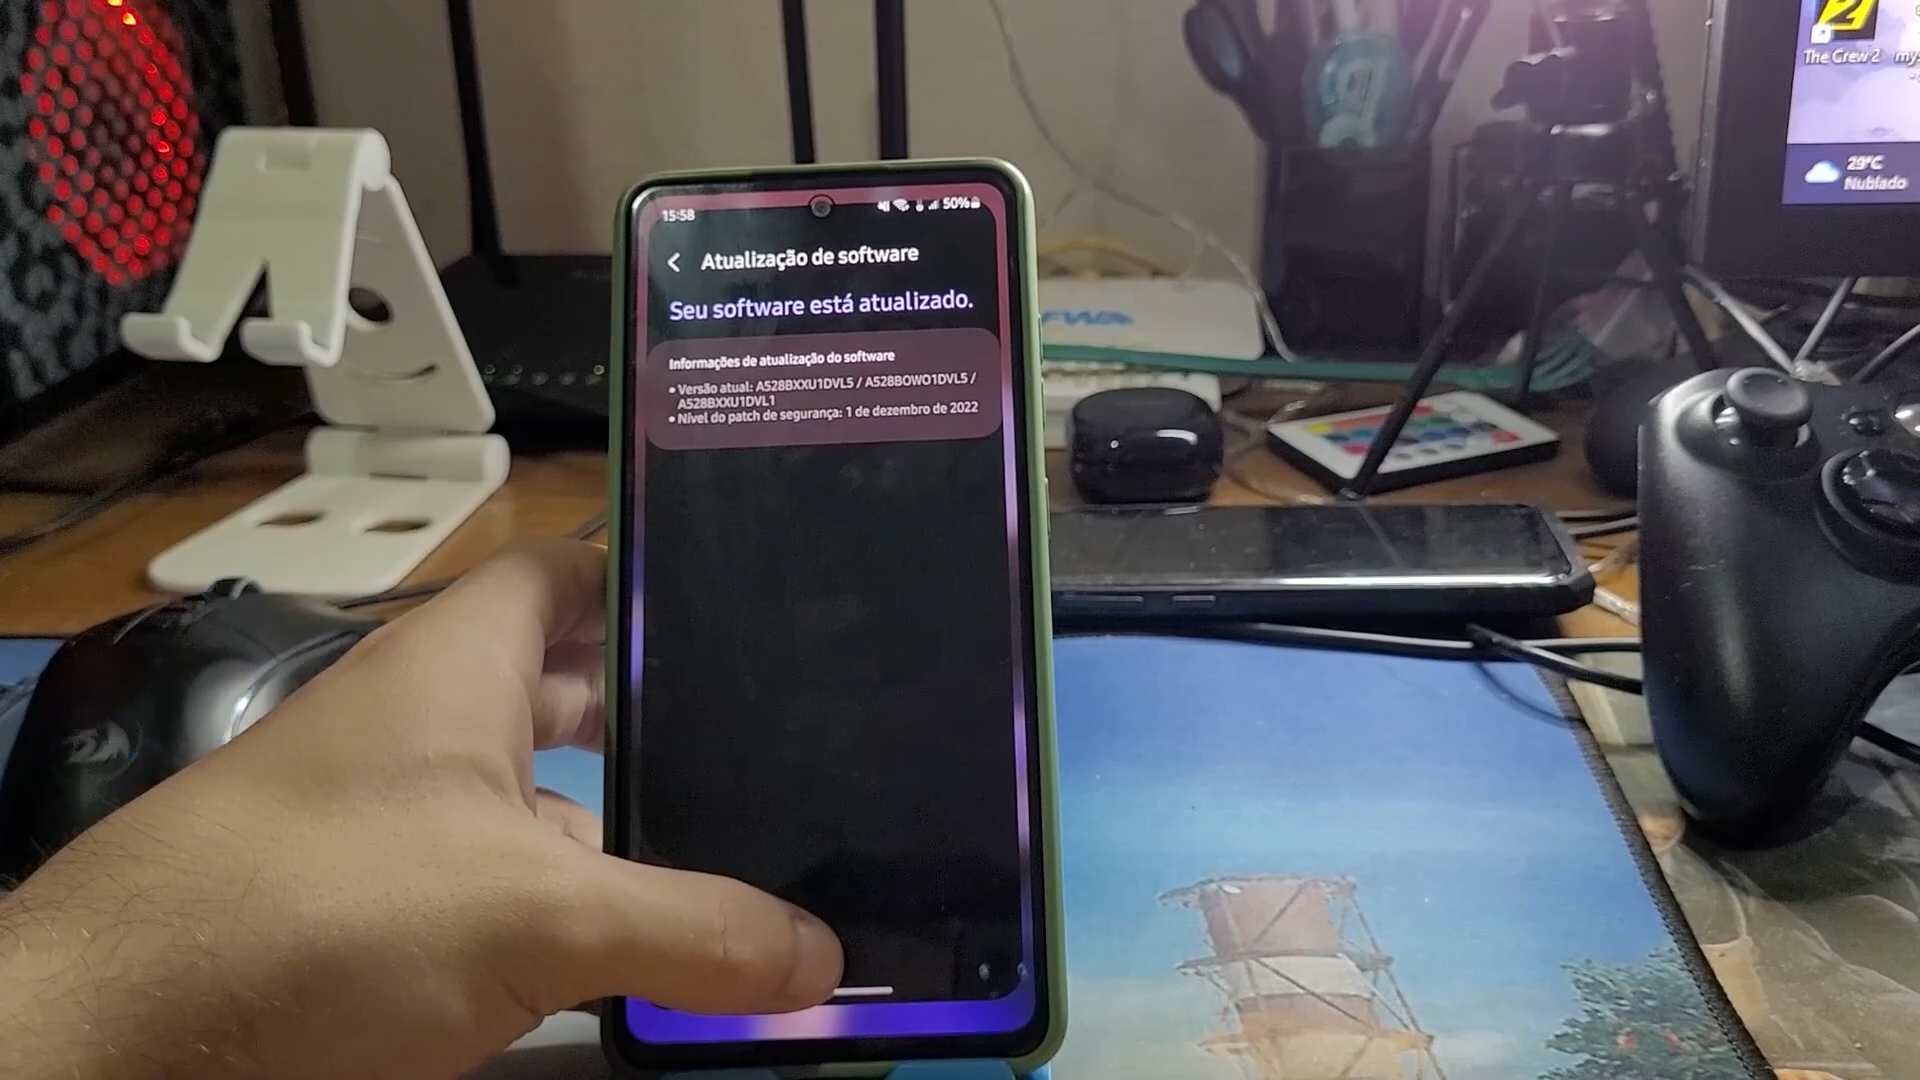 The Crew 2
29°C
Nublado
15:58
50%
Atualização de software
Seu software está atualizado.
Informações de atualização do software
• Versão atual: A528BXXU1DVL5 / A528BOWO1DVL5 /
A528BXXU1DVL1
• Nível do patch de segurança: 1 de dezembro de 2022